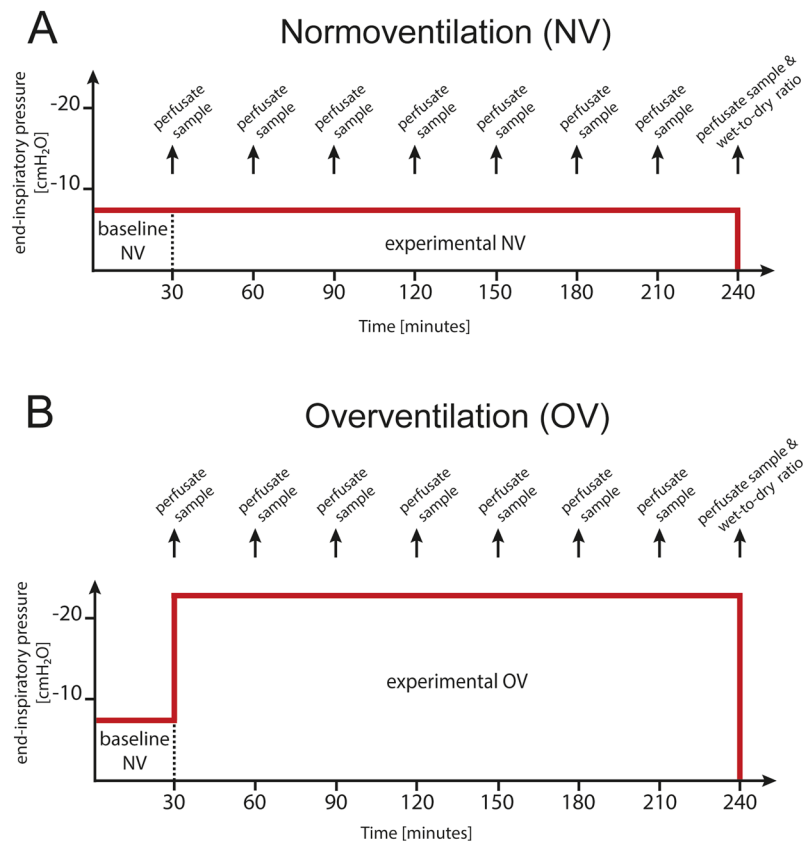 A
Normoventilation (NV)
end-inspiratory pressure
[cmH₂O]
-20
-10
perfusate
sample
perfusate
sample
perfusate
sample
perfusate
sample
perfusate
sample
perfusate
sample
perfusate
sample
perfusate sample &
wet-to-dry ratio
baseline
NV
experimental NV
30 60 90 120 150 180 210 240
Time [minutes]
B
Overventilation (OV)
end-inspiratory pressure
[cmH₂O]
-20
-10
perfusate
sample
perfusate
sample
perfusate
sample
perfusate
sample
perfusate
sample
perfusate
sample
perfusate
sample
perfusate sample &
wet-to-dry ratio
experimental OV
baseline
NV
30 60 90 120 150 180 210 240
Time [minutes]